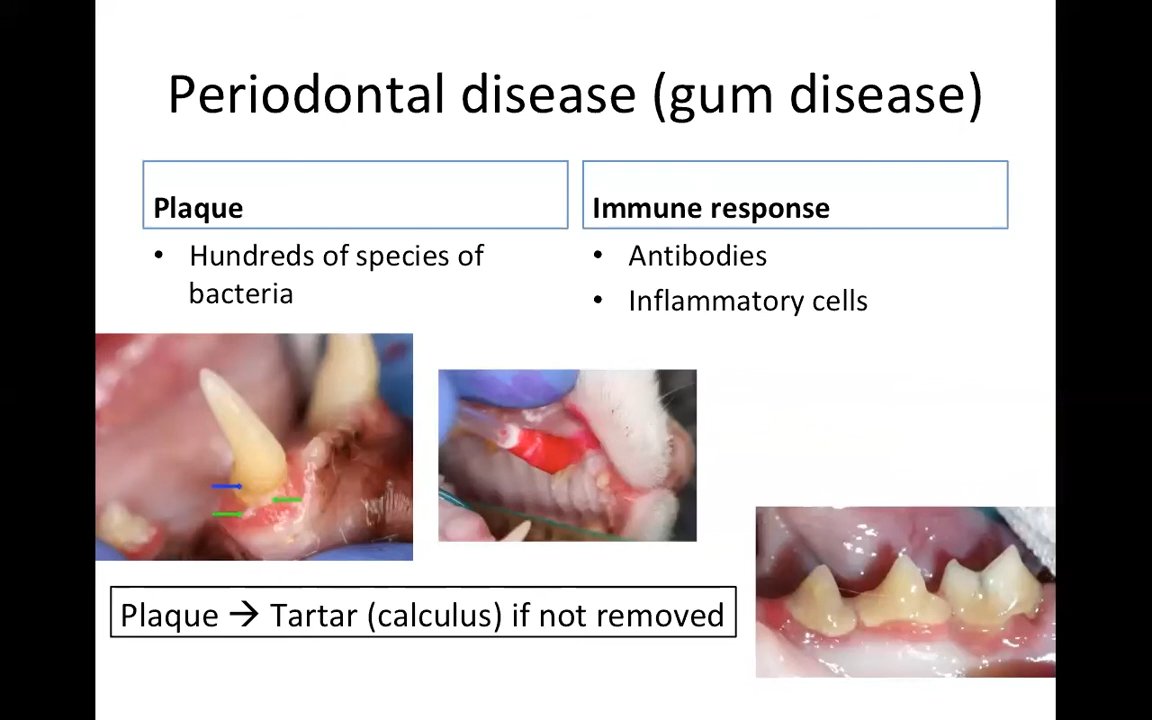 Periodontal disease (gum disease)
Plaque
• Hundreds of species of
bacteria
Immune response
• Antibodies
• Inflammatory cells
Plaque → Tartar (calculus) if not removed